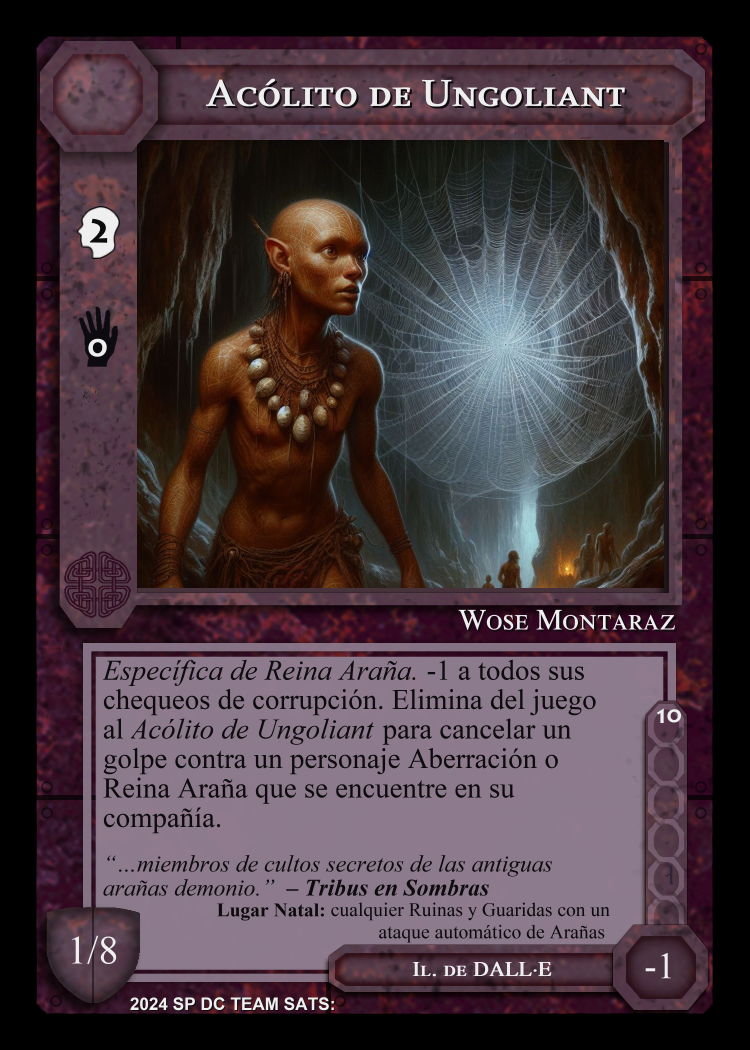 Acólito de Ungoliant
2
0
Wose Montaraz
Específica de Reina Araña. -1 a todos sus
chequeos de corrupción. Elimina del juego
al Acólito de Ungoliant para cancelar un
golpe contra un personaje Aberración o
Reina Araña que se encuentre en su
compañía.
10
“...miembros de cultos secretos de las antiguas
arañas demonio.” – Tribus en Sombras
Lugar Natal: cualquier Ruinas y Guaridas con un
ataque automático de Arañas
1/8
Il. de DALL·E
-1
2024 SP DC TEAM SATS: